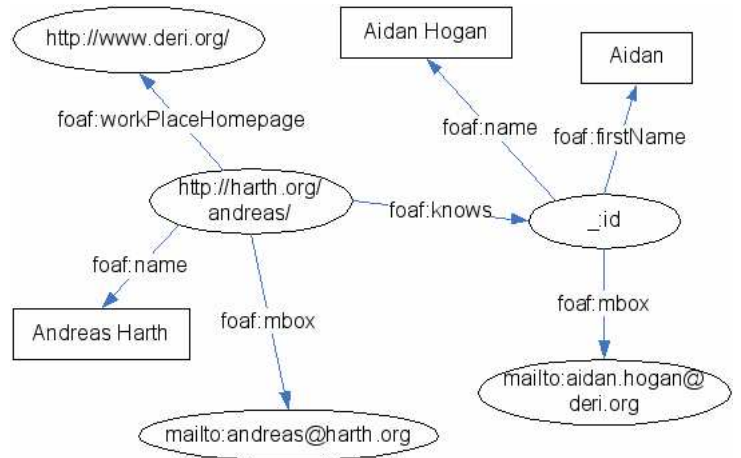 http://www.deri.org/
Aidan Hogan
Aidan
foaf:workPlaceHomepage
foaf:name
foaf:firstName
http://harth.org/
andreas/
foaf:knows
_:id
foaf:name
foaf:mbox
foaf:mbox
Andreas Harth
mailto:aidan.hogan@
deri.org
mailto:andreas@harth.org